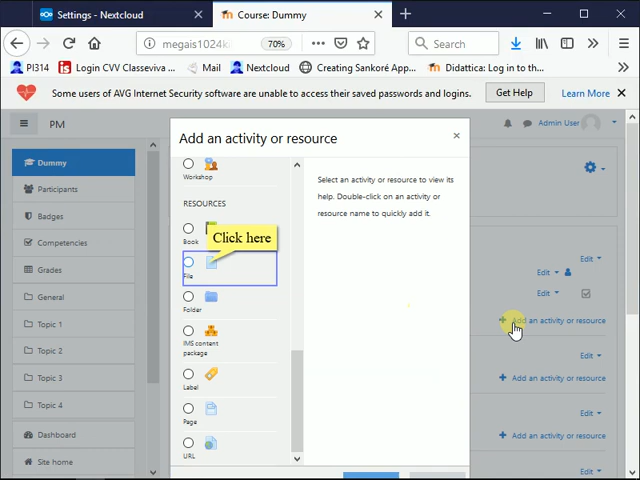 Settings - Nextcloud
Course: Dummy
megais1024k
70%
Search
PI314
Login CVV Classeviva ...
Mail
Nextcloud
Creating Sankoré Ap...
Didattica: Log in to th...
Some users of AVG Internet Security software are unable to access their saved passwords and logins.
Get Help
Learn More
PM
Admin User
Dummy
Participants
Badges
Competencies
Grades
General
Topic 1
Topic 2
Topic 3
Topic 4
Dashboard
Site home
Add an activity or resource
Workshop
RESOURCES
Book
Click here
File
Folder
IMS content
package
Label
Page
URL
Select an activity or resource to view its
help. Double-click on an activity or
resource name to quickly add it.
Edit
Edit
Edit
Add an activity or resource
Edit
Add an activity or resource
Edit
Add an activity or resource
Edit